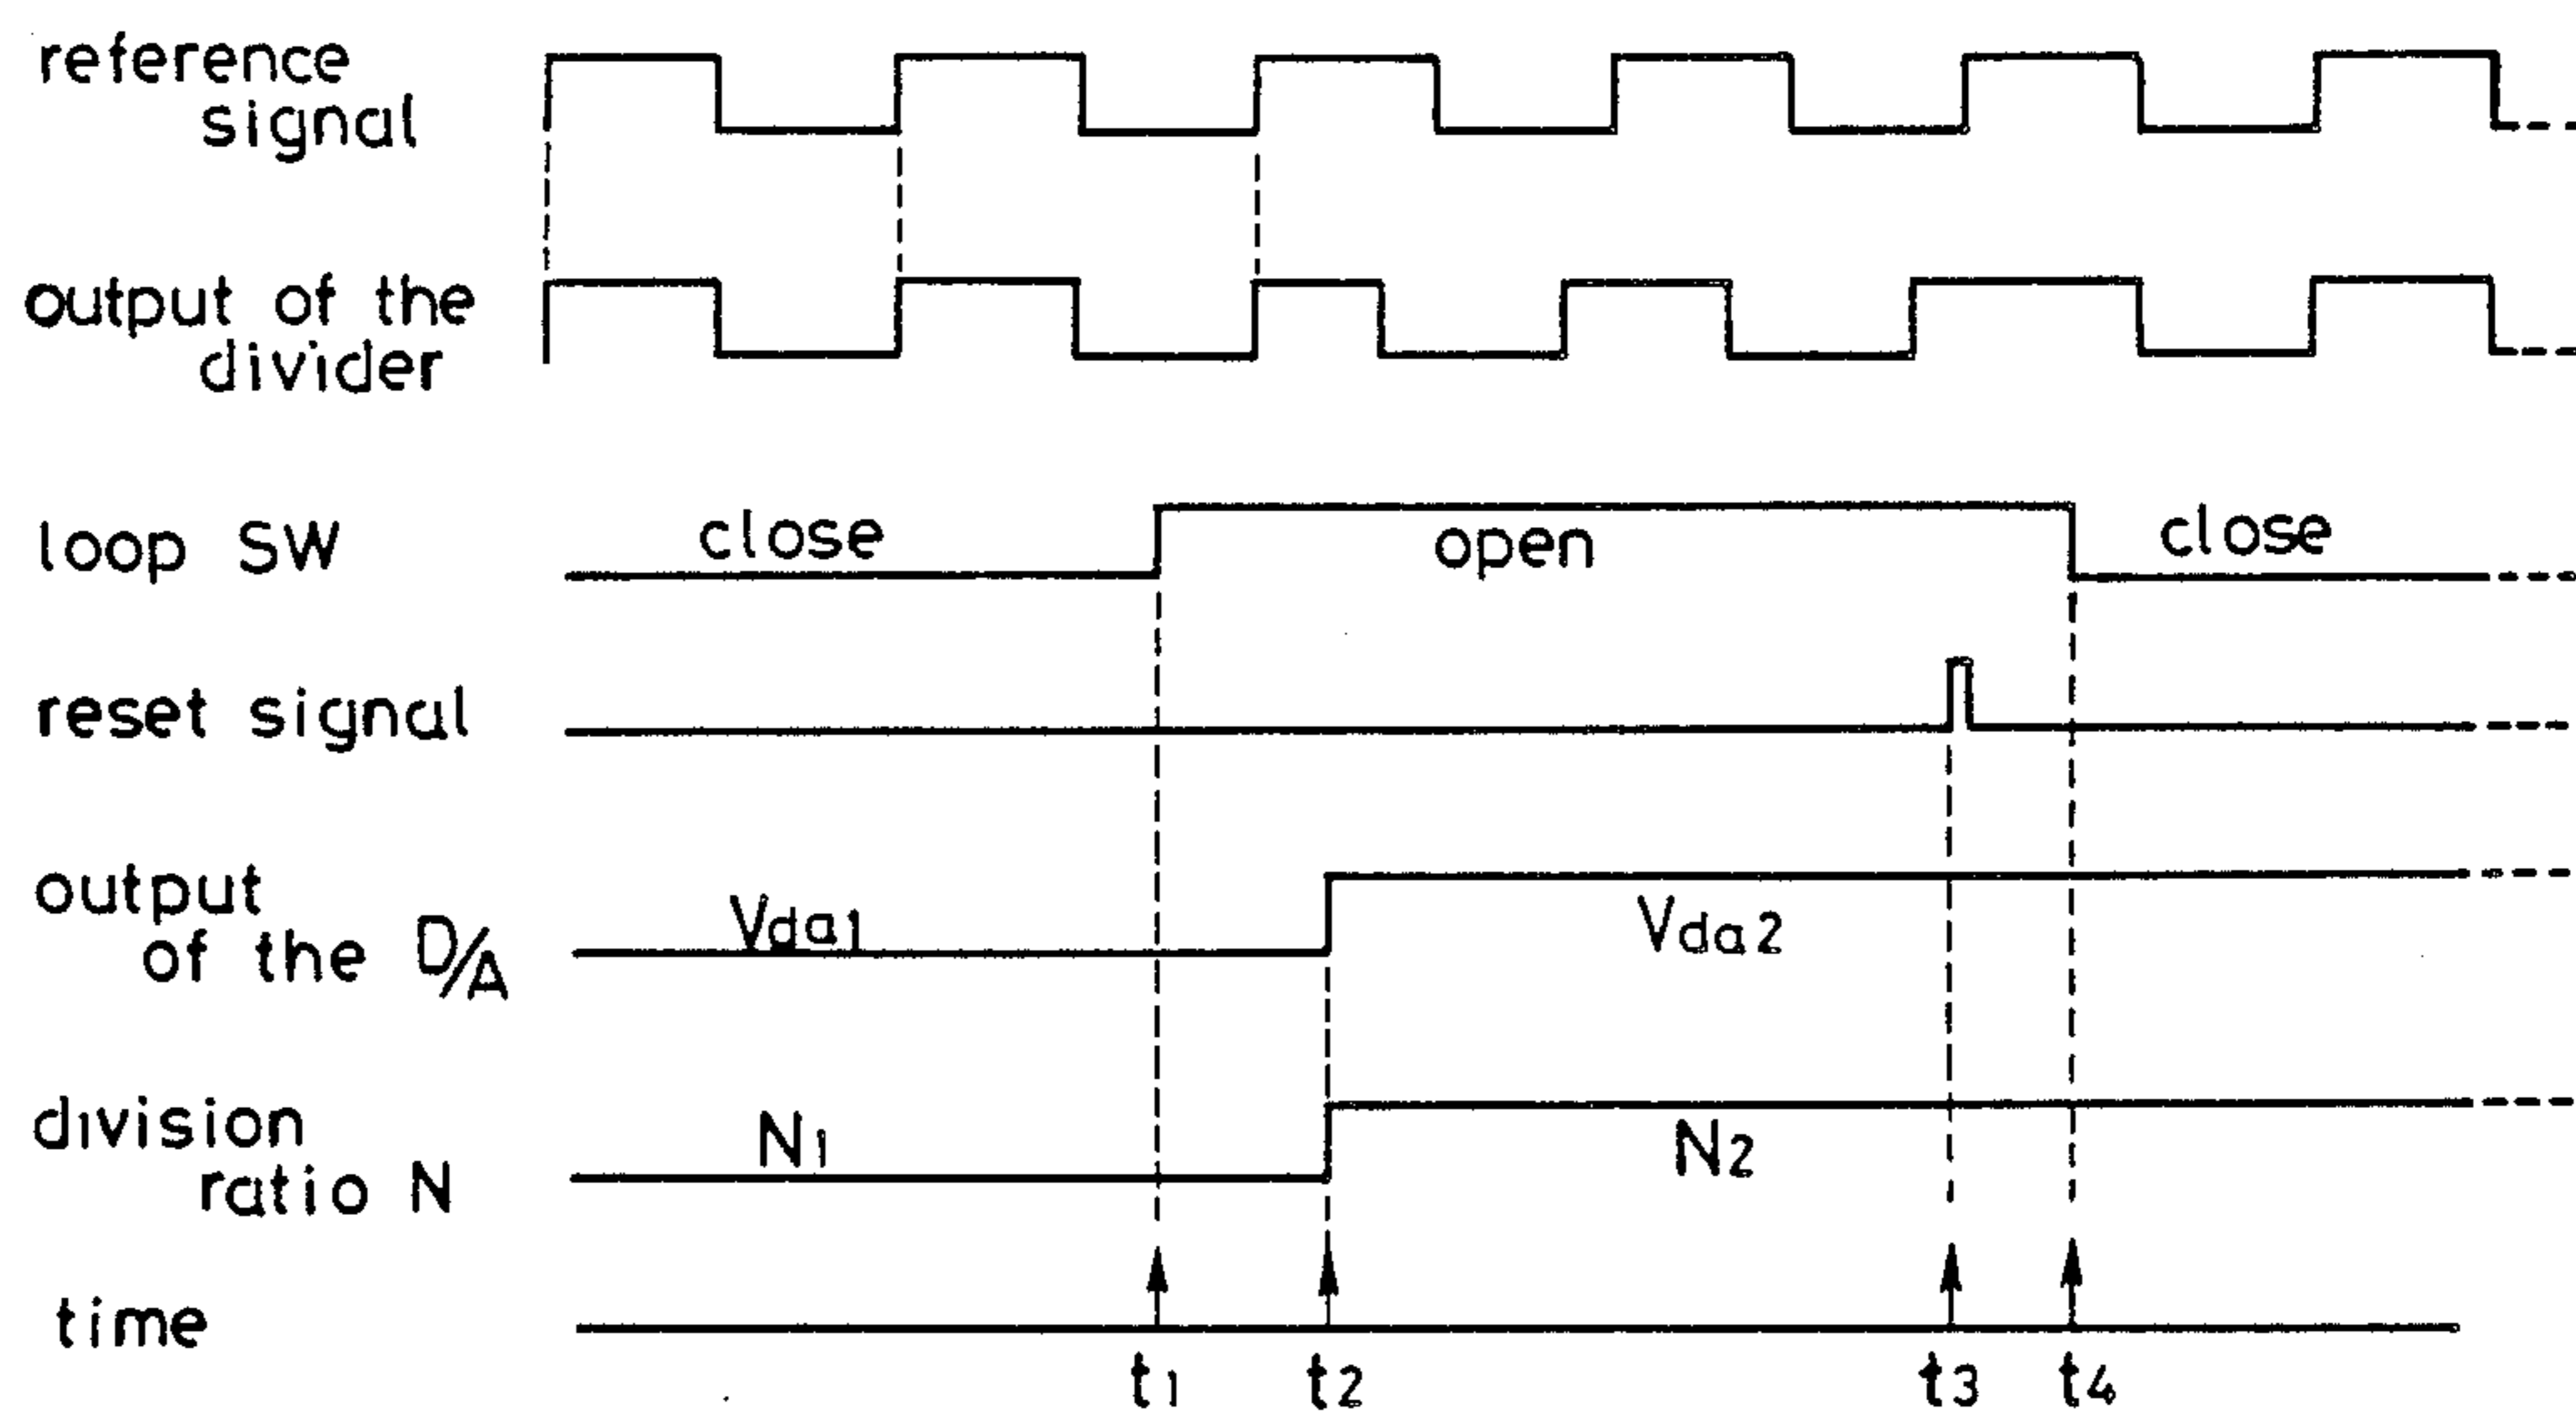 reference
signal
output of the
divider
loop SW
close
open
close
reset signal
output
of the D/A
Vda1
Vda2
division
ratio N
N1
N2
time
t1
t2
t3
t4